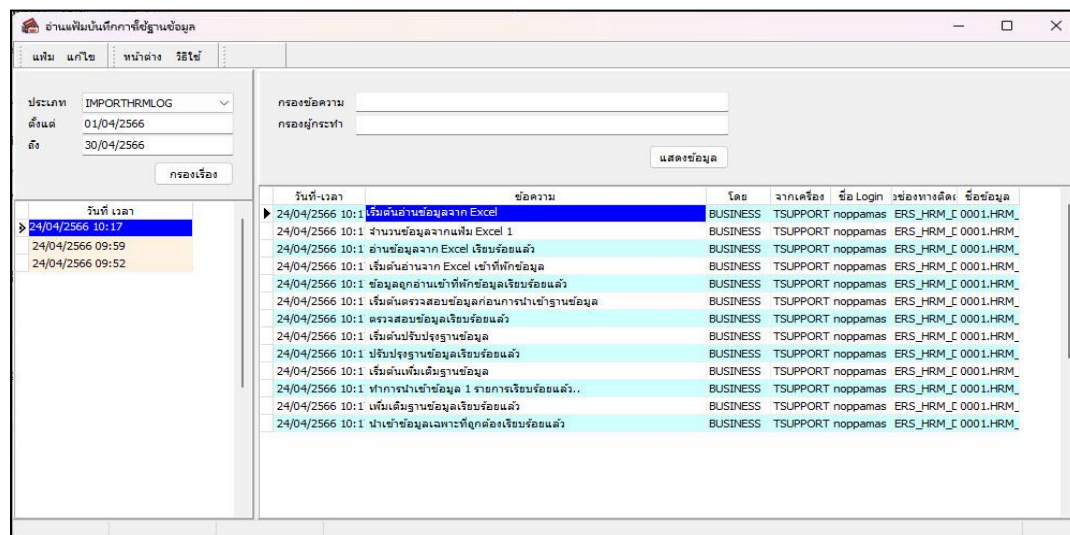 อ่านแฟ้มบันทึกการใช้ฐานข้อมูล
แฟ้ม แก้ไข หน้าต่าง วิธีใช้
ประเภท IMPORTHRMLOG
ตั้งแต่ 01/04/2566
ถึง 30/04/2566
กรองเรื่อง
กรองข้อความ
กรองผู้กระทำ
แสดงข้อมูล
วันที่ เวลา
24/04/2566 10:17
24/04/2566 09:59
24/04/2566 09:52
วันที่-เวลา ข้อความ โดย จากเครื่อง ชื่อ Login ชื่อข้อมูล
24/04/2566 10:1 เริ่มต้นอ่านข้อมูลจาก Excel BUSINESS TSUPPORT noppamas ERS_HRM_D 0001.HRM_
24/04/2566 10:1 จำนวนข้อมูลจากแฟ้ม Excel 1 BUSINESS TSUPPORT noppamas ERS_HRM_D 0001.HRM_
24/04/2566 10:1 อ่านข้อมูลจาก Excel เรียบร้อยแล้ว BUSINESS TSUPPORT noppamas ERS_HRM_D 0001.HRM_
24/04/2566 10:1 เริ่มต้นอ่านจาก Excel เข้าที่พักข้อมูล BUSINESS TSUPPORT noppamas ERS_HRM_D 0001.HRM_
24/04/2566 10:1 ข้อมูลถูกอ่านเข้าที่พักข้อมูลเรียบร้อยแล้ว BUSINESS TSUPPORT noppamas ERS_HRM_D 0001.HRM_
24/04/2566 10:1 เริ่มต้นตรวจสอบข้อมูลก่อนการนำเข้าฐานข้อมูล BUSINESS TSUPPORT noppamas ERS_HRM_D 0001.HRM_
24/04/2566 10:1 ตรวจสอบข้อมูลเรียบร้อยแล้ว BUSINESS TSUPPORT noppamas ERS_HRM_D 0001.HRM_
24/04/2566 10:1 เริ่มต้นปรับปรุงฐานข้อมูล BUSINESS TSUPPORT noppamas ERS_HRM_D 0001.HRM_
24/04/2566 10:1 ปรับปรุงฐานข้อมูลเรียบร้อยแล้ว BUSINESS TSUPPORT noppamas ERS_HRM_D 0001.HRM_
24/04/2566 10:1 เริ่มต้นเพิ่มเติมฐานข้อมูล BUSINESS TSUPPORT noppamas ERS_HRM_D 0001.HRM_
24/04/2566 10:1 ทำการนำเข้าข้อมูล 1 รายการเรียบร้อยแล้ว.. BUSINESS TSUPPORT noppamas ERS_HRM_D 0001.HRM_
24/04/2566 10:1 เพิ่มเติมฐานข้อมูลเรียบร้อยแล้ว BUSINESS TSUPPORT noppamas ERS_HRM_D 0001.HRM_
24/04/2566 10:1 นำเข้าข้อมูลเฉพาะที่ถูกต้องเรียบร้อยแล้ว BUSINESS TSUPPORT noppamas ERS_HRM_D 0001.HRM_